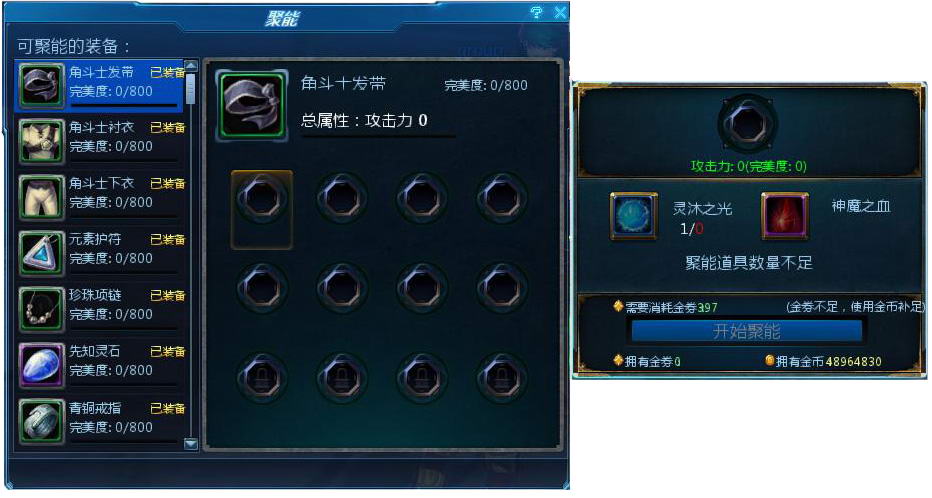 聚能
可聚能的装备：
角斗士发带 已装备
完美度: 0/800
角斗士衬衣 已装备
完美度: 0/800
角斗士下衣 已装备
完美度: 0/800
元素护符 已装备
完美度: 0/800
珍珠项链 已装备
完美度: 0/800
先知灵石 已装备
完美度: 0/800
青铜戒指 已装备
完美度: 0/800
角斗士发带 完美度: 0/800
总属性：攻击力 0
攻击力: 0(完美度: 0)
灵沐之光
1/0
神魔之血
聚能道具数量不足
需要消耗金券397 (金券不足，使用金币补足)
开始聚能
拥有金券0 拥有金币48964830